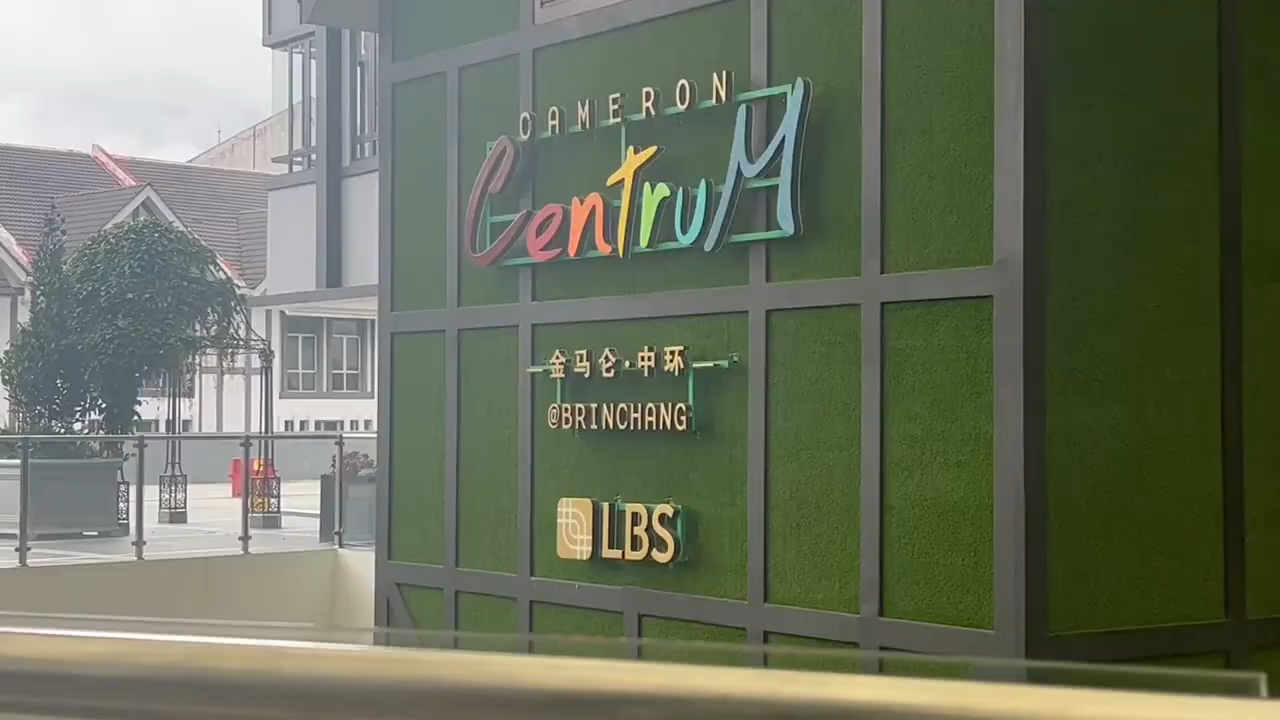 CAMERON
CenTruM
金马仑·中环
@BRINCHANG
LBS